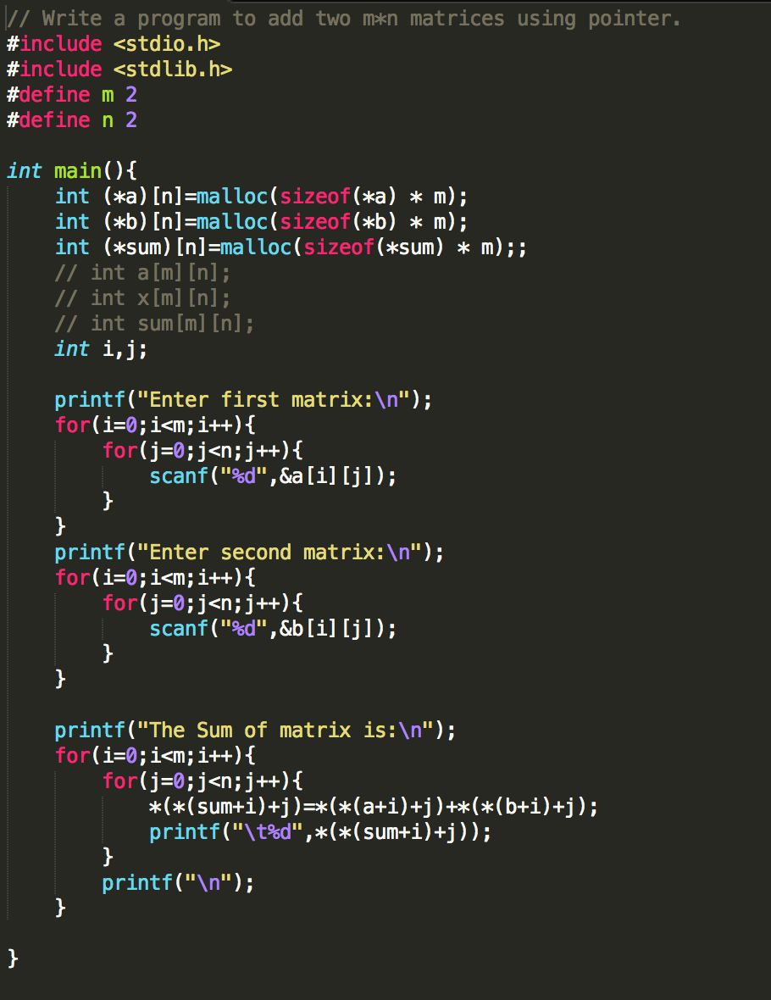 // Write a program to add two m*n matrices using pointer.
#include <stdio.h>
#include <stdlib.h>
#define m 2
#define n 2
int main(){
int (*a)[n]=malloc(sizeof(*a) * m);
int (*b)[n]=malloc(sizeof(*b) * m);
int (*sum)[n]=malloc(sizeof(*sum) * m);;
// int a[m][n];
// int x[m][n];
// int sum[m][n];
int i,j;
printf("Enter first matrix:\n");
for(i=0;i<m;i++){
for(j=0;j<n;j++){
scanf("%d",&a[i][j]);
}
}
printf("Enter second matrix:\n");
for(i=0;i<m;i++){
for(j=0;j<n;j++){
scanf("%d",&b[i][j]);
}
}
printf("The Sum of matrix is:\n");
for(i=0;i<m;i++){
for(j=0;j<n;j++){
*(*(sum+i)+j)=*(*(a+i)+j)+*(*(b+i)+j);
printf("\t%d",*(*(sum+i)+j));
}
printf("\n");
}
}